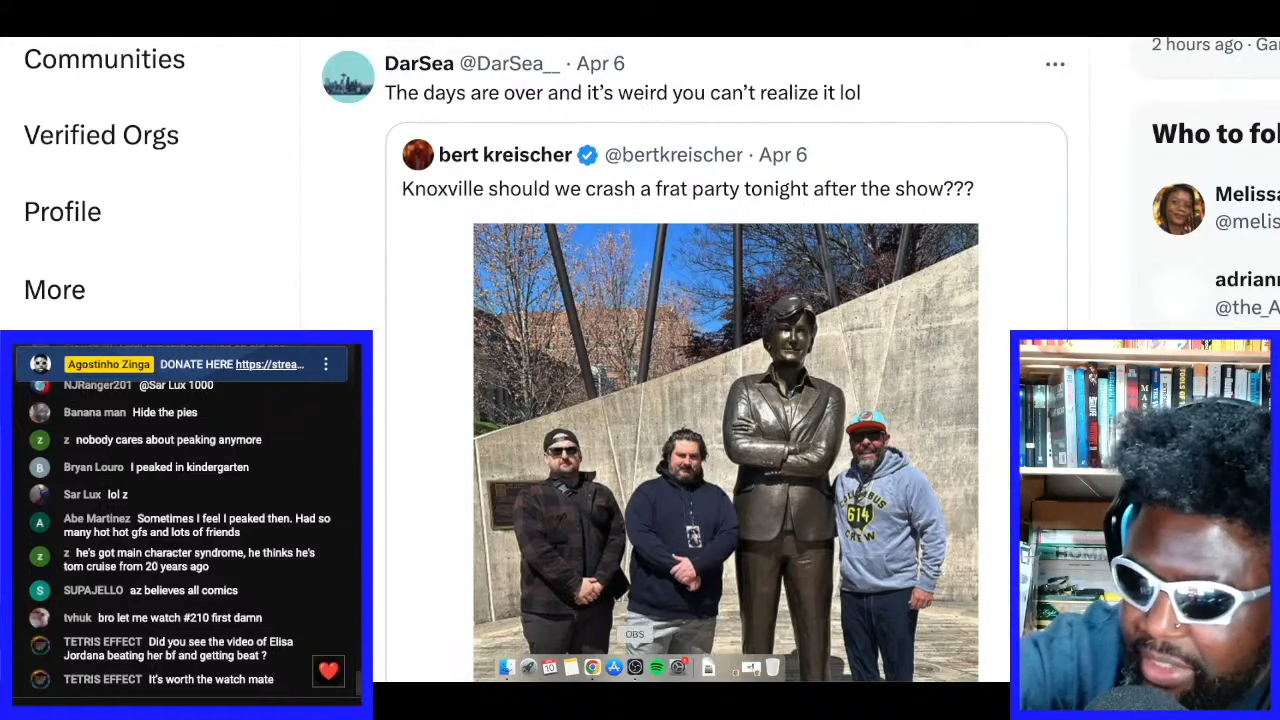 Communities
Verified Orgs
Profile
More
DarSea @DarSea__ · Apr 6
The days are over and it's weird you can't realize it lol
bert kreischer @bertkreischer · Apr 6
Knoxville should we crash a frat party tonight after the show???
COLUMBUS
614
CREW
OBS
2 hours ago
Who to fol
Melissa
@melis
adriann
@the_A
Agostinho Zinga DONATE HERE https://strea...
NJRanger201 @Sar Lux 1000
Banana man Hide the pies
z nobody cares about peaking anymore
Bryan Louro I peaked in kindergarten
Sar Lux lol z
Abe Martinez Sometimes I feel I peaked then. Had so
many hot hot gfs and lots of friends
z he's got main character syndrome, he thinks he's
tom cruise from 20 years ago
SUPAJELLO az believes all comics
tvhuk bro let me watch #210 first damn
TETRIS EFFECT Did you see the video of Elisa
Jordana beating her bf and getting beat ?
TETRIS EFFECT It's worth the watch mate